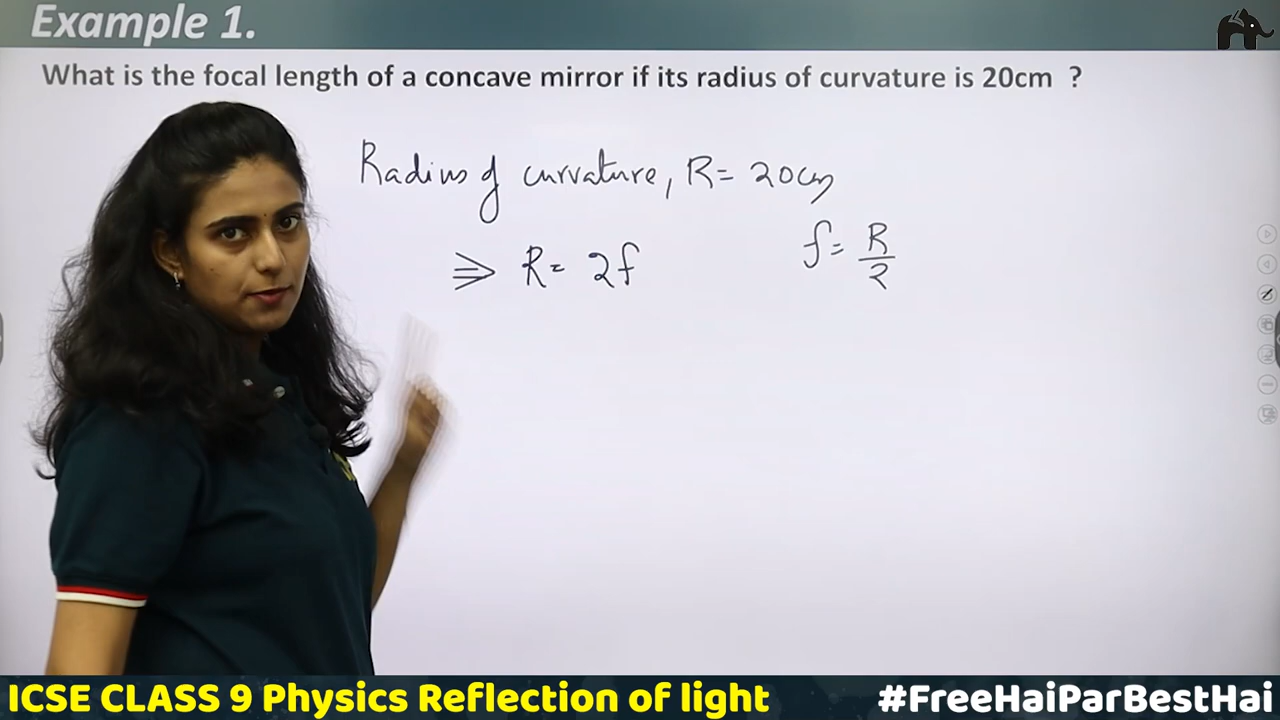 Example 1.
What is the focal length of a concave mirror if its radius of curvature is 20cm ?
Radius of curvature, R = 20cm
⇒ R = 2f
f = R/2
ICSE CLASS 9 Physics Reflection of light
#FreeHaiParBestHai